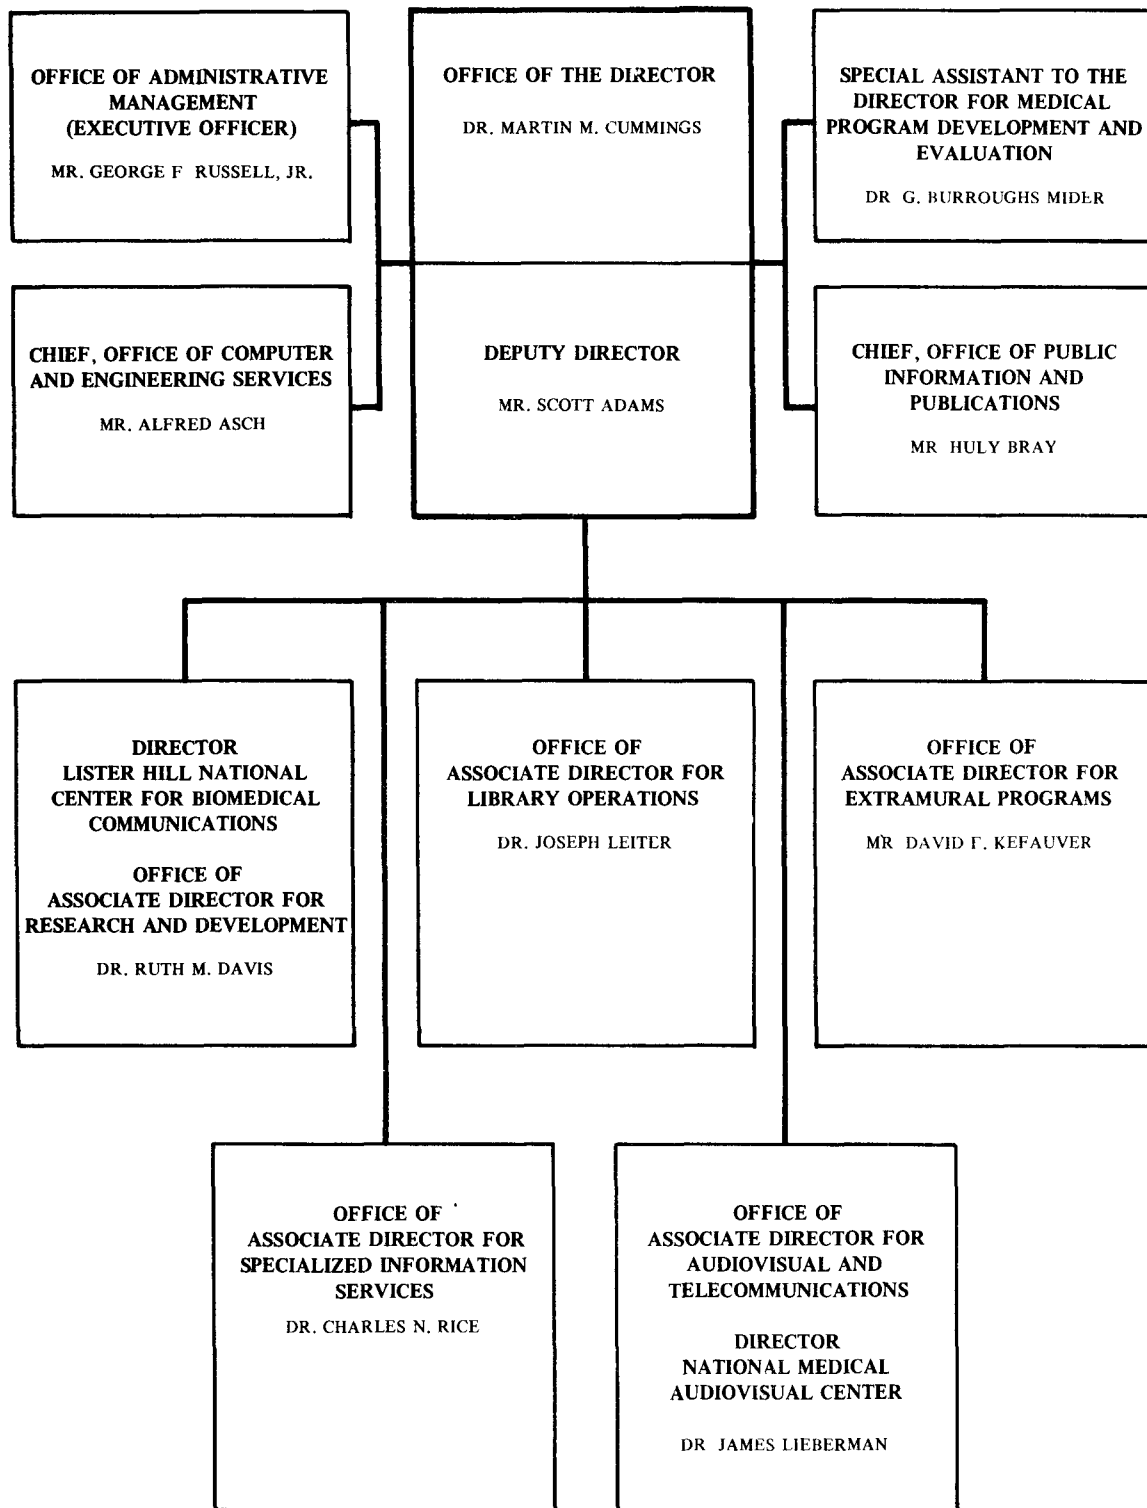 OFFICE OF ADMINISTRATIVE
MANAGEMENT
(EXECUTIVE OFFICER)
MR. GEORGE F RUSSELL, JR.
OFFICE OF THE DIRECTOR
DR. MARTIN M. CUMMINGS
SPECIAL ASSISTANT TO THE
DIRECTOR FOR MEDICAL
PROGRAM DEVELOPMENT AND
EVALUATION
DR G. BURROUGHS MIDER
CHIEF, OFFICE OF COMPUTER
AND ENGINEERING SERVICES
MR. ALFRED ASCH
DEPUTY DIRECTOR
MR. SCOTT ADAMS
CHIEF, OFFICE OF PUBLIC
INFORMATION AND
PUBLICATIONS
MR HULY BRAY
DIRECTOR
LISTER HILL NATIONAL
CENTER FOR BIOMEDICAL
COMMUNICATIONS
OFFICE OF
ASSOCIATE DIRECTOR FOR
RESEARCH AND DEVELOPMENT
DR. RUTH M. DAVIS
OFFICE OF
ASSOCIATE DIRECTOR FOR
LIBRARY OPERATIONS
DR. JOSEPH LEITER
OFFICE OF
ASSOCIATE DIRECTOR FOR
EXTRAMURAL PROGRAMS
MR DAVID F. KEFAUVER
OFFICE OF
ASSOCIATE DIRECTOR FOR
SPECIALIZED INFORMATION
SERVICES
DR. CHARLES N. RICE
OFFICE OF
ASSOCIATE DIRECTOR FOR
AUDIOVISUAL AND
TELECOMMUNICATIONS
DIRECTOR
NATIONAL MEDICAL
AUDIOVISUAL CENTER
DR JAMES LIEBERMAN